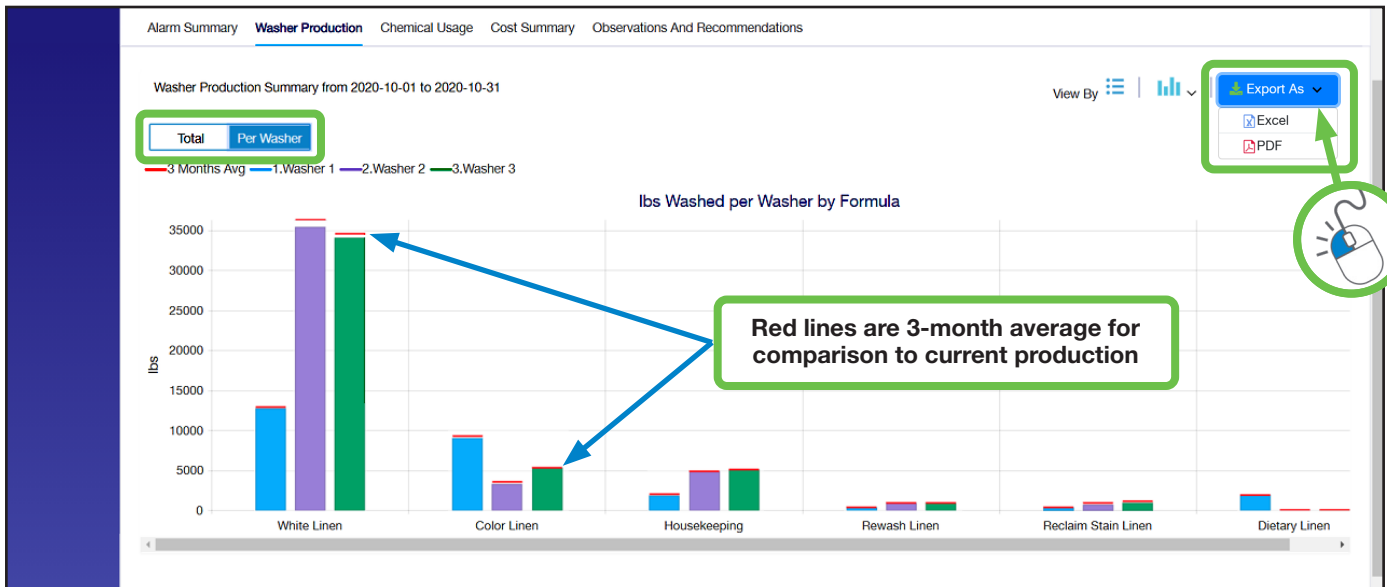 Alarm Summary Washer Production Chemical Usage Cost Summary Observations And Recommendations
Washer Production Summary from 2020-10-01 to 2020-10-31
View By
Export As
Excel
PDF
Total Per Washer
3 Months Avg 1.Washer 1 2.Washer 2 3.Washer 3
lbs Washed per Washer by Formula
35000
30000
25000
20000
15000
10000
5000
0
lbs
Red lines are 3-month average for
comparison to current production
White Linen Color Linen Housekeeping Rewash Linen Reclaim Stain Linen Dietary Linen